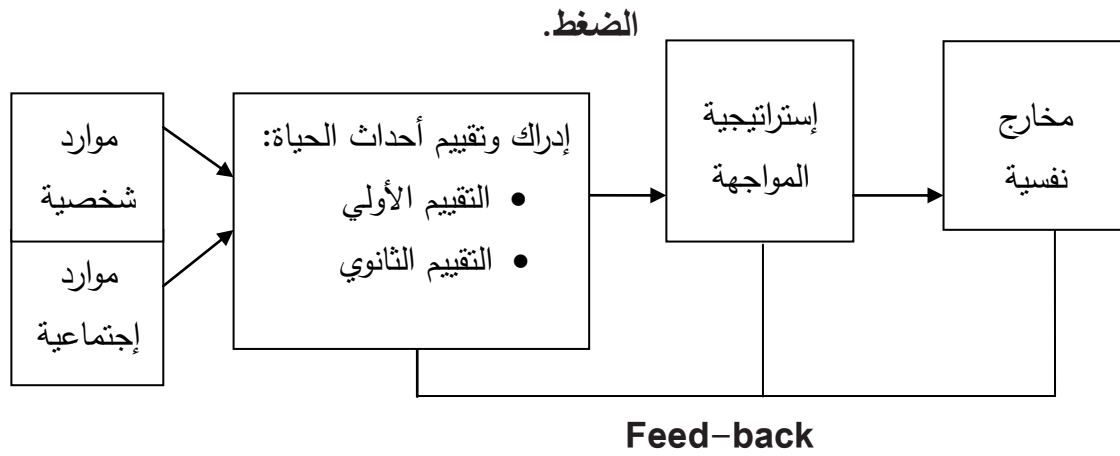 الضغط.
موارد
شخصية
موارد
إجتماعية
إدراك وتقييم أحداث الحياة:
• التقييم الأولي
• التقييم الثانوي
إستراتيجية
المواجهة
مخارج
نفسية
Feed-back